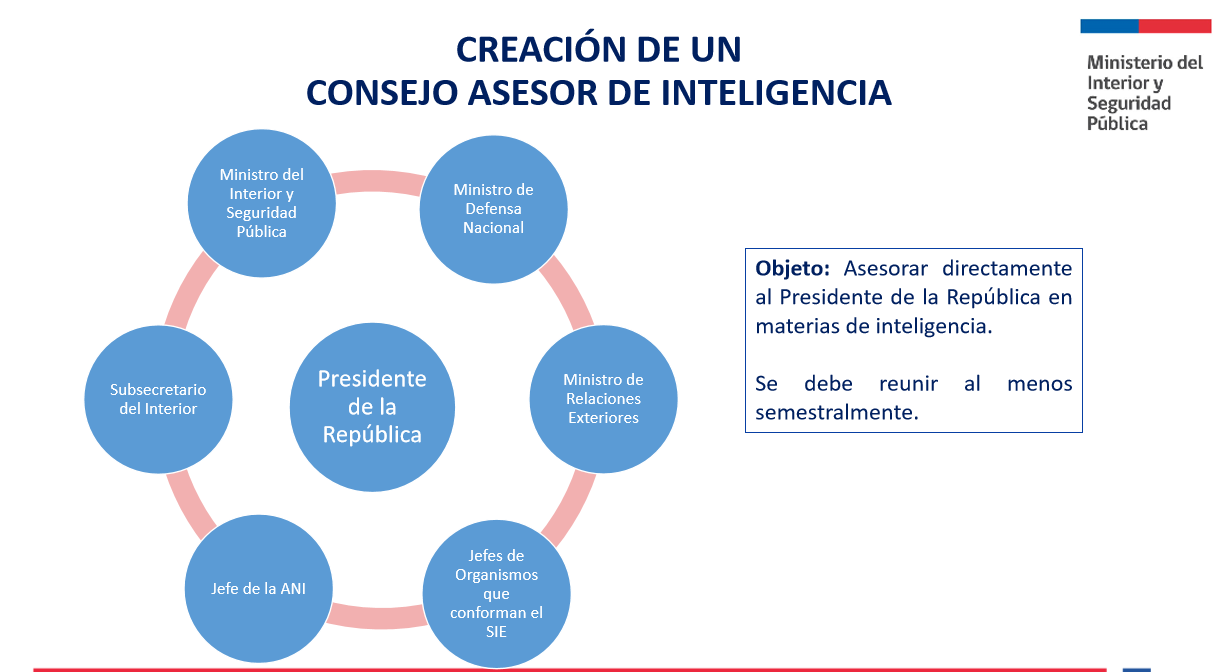 CREACIÓN DE UN
CONSEJO ASESOR DE INTELIGENCIA
Ministerio del
Interior y
Seguridad
Pública
Ministro del
Interior y
Seguridad
Pública
Ministro de
Defensa
Nacional
Subsecretario
del Interior
Presidente
de la
República
Ministro de
Relaciones
Exteriores
Jefe de la ANI
Jefes de
Organismos
que
conforman el
SIE
Objeto: Asesorar directamente
al Presidente de la República en
materias de inteligencia.
Se debe reunir al menos
semestralmente.